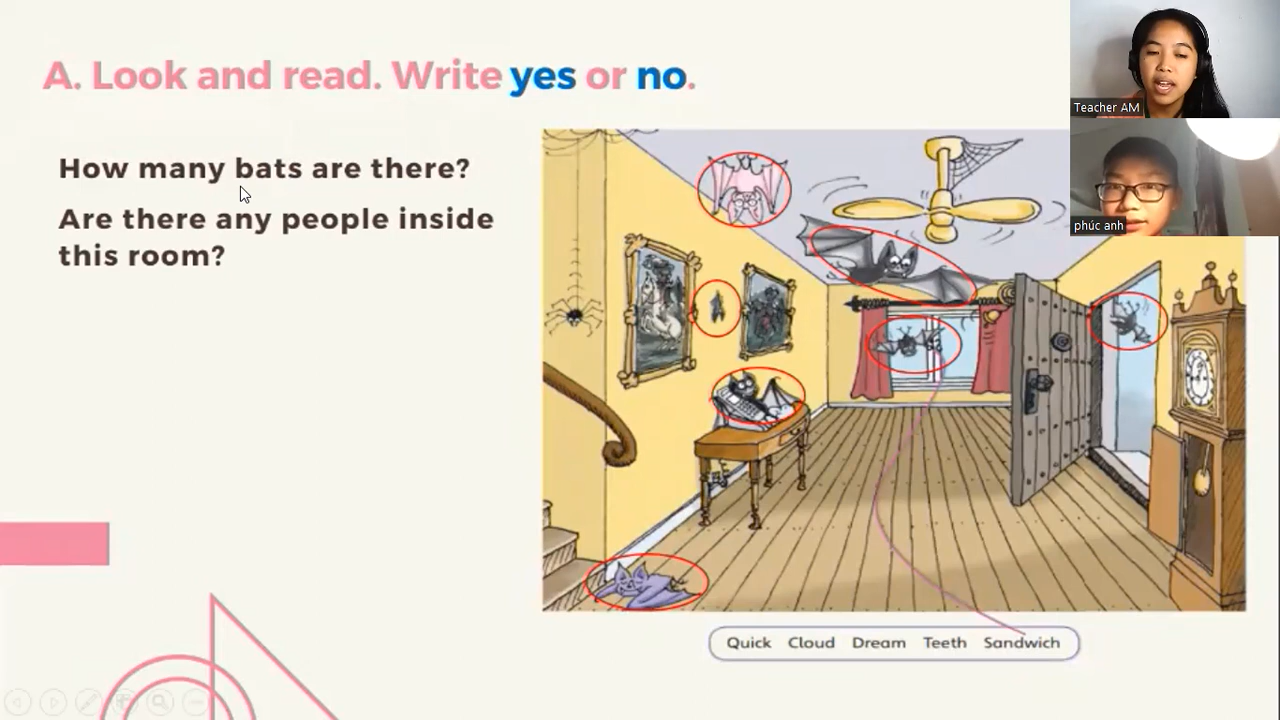 A. Look and read. Write yes or no.
How many bats are there?
Are there any people inside
this room?
Teacher AM
phúc anh
Quick Cloud Dream Teeth Sandwich